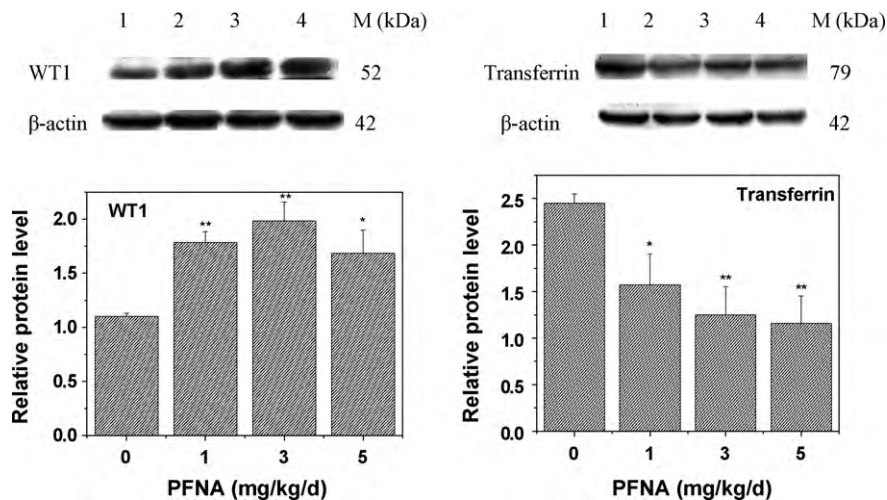 1 2 3 4 M (kDa)
WT1 52
β-actin 42
WT1
Relative protein level
2.0
1.5
1.0
0.5
0.0
** ** *
0 1 3 5
PFNA (mg/kg/d)
1 2 3 4 M (kDa)
Transferrin 79
β-actin 42
Transferrin
Relative protein level
2.5
2.0
1.5
1.0
0.5
0.0
* ** **
0 1 3 5
PFNA (mg/kg/d)